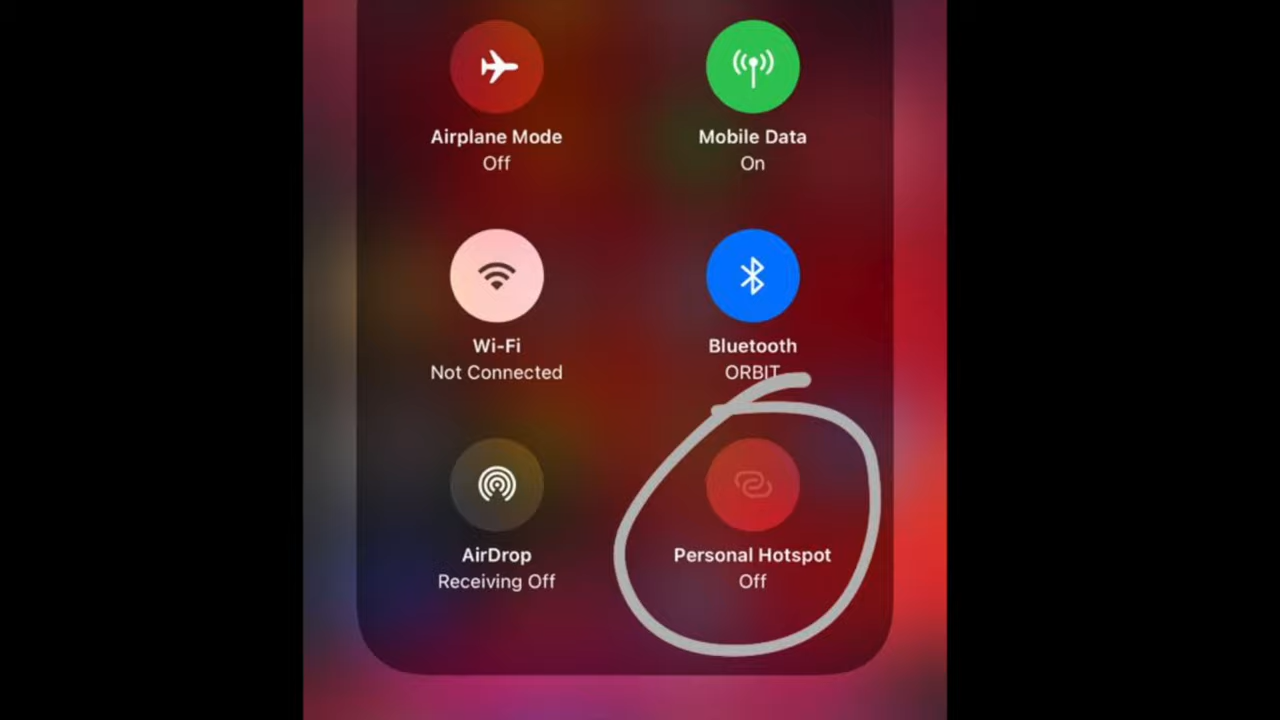 Airplane Mode
Off
Mobile Data
On
Wi-Fi
Not Connected
Bluetooth
ORBIT
AirDrop
Receiving Off
Personal Hotspot
Off